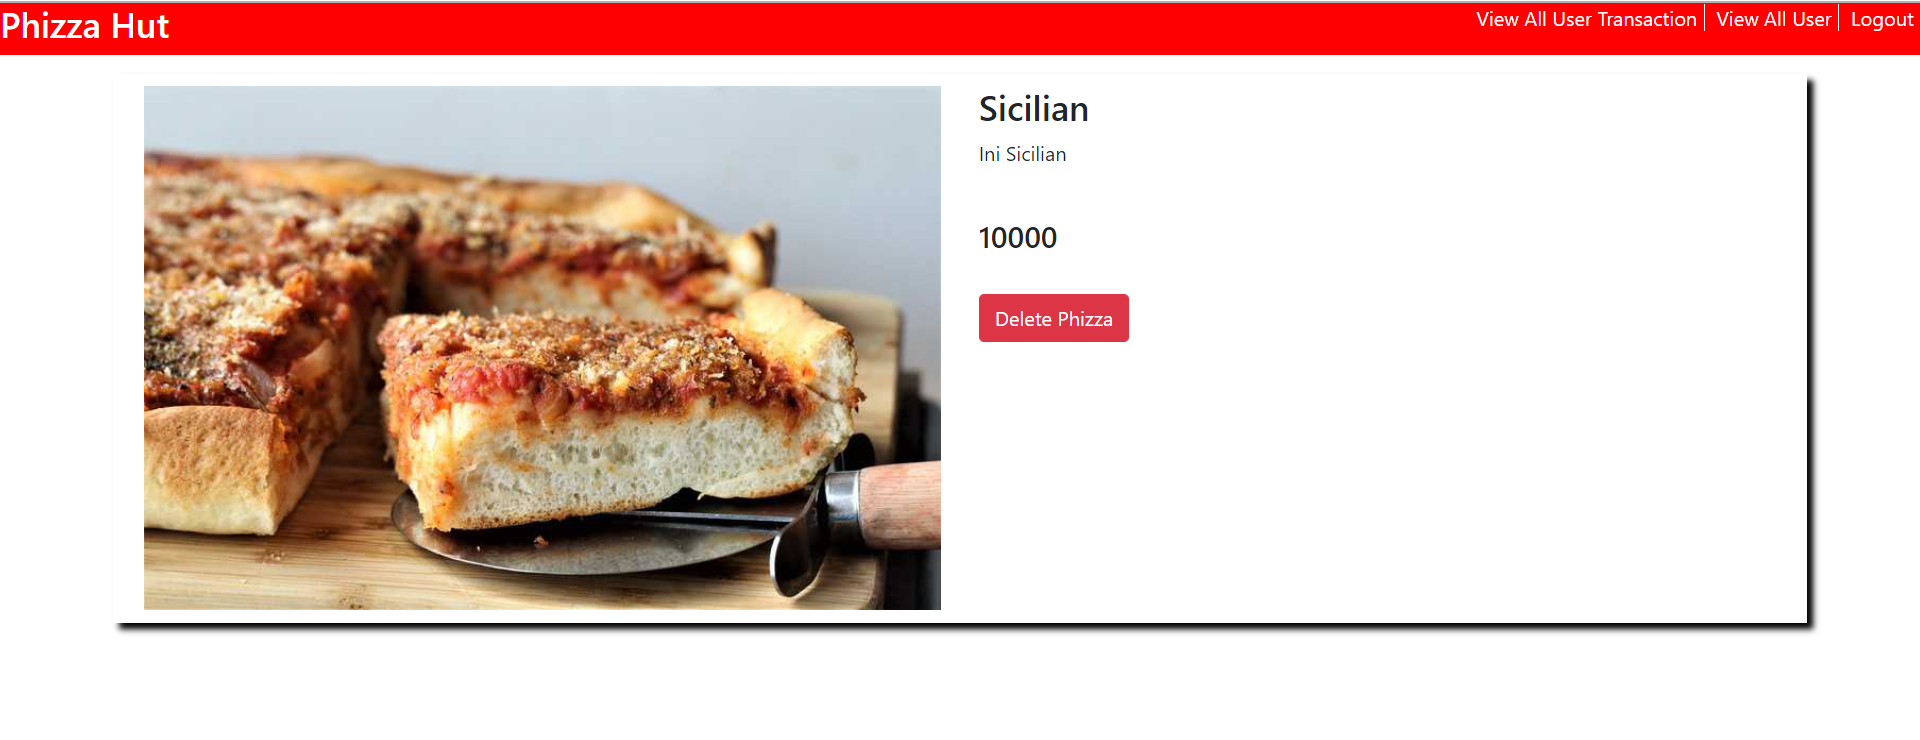 Phizza Hut
View All User Transaction View All User Logout
Sicilian
Ini Sicilian
10000
Delete Phizza